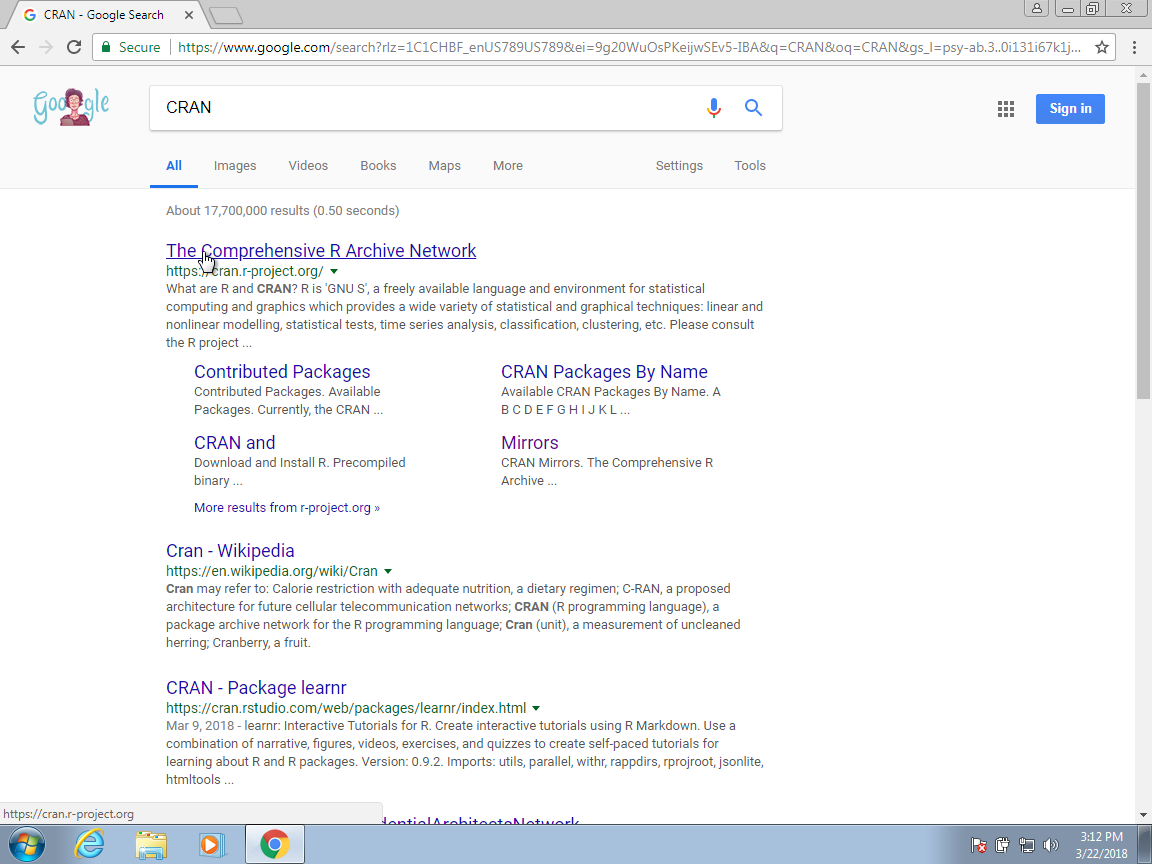 CRAN - Google Search
Secure
https://www.google.com/search?rlz=1C1CHBF_enUS789US789&ei=9g20WuOsPKeijwSEv5-IBA&q=CRAN&oq=CRAN&gs_l=psy-ab.3..0i131i67k1j...
Google
CRAN
Sign in
All
Images
Videos
Books
Maps
More
Settings
Tools
About 17,700,000 results (0.50 seconds)
The Comprehensive R Archive Network
https://cran.r-project.org/
What are R and CRAN? R is 'GNU S', a freely available language and environment for statistical
computing and graphics which provides a wide variety of statistical and graphical techniques: linear and
nonlinear modelling, statistical tests, time series analysis, classification, clustering, etc. Please consult
the R project ...
Contributed Packages
Contributed Packages. Available
Packages. Currently, the CRAN ...
CRAN Packages By Name
Available CRAN Packages By Name. A
B C D E F G H I J K L ...
CRAN and
Download and Install R. Precompiled
binary ...
Mirrors
CRAN Mirrors. The Comprehensive R
Archive ...
More results from r-project.org »
Cran - Wikipedia
https://en.wikipedia.org/wiki/Cran
Cran may refer to: Calorie restriction with adequate nutrition, a dietary regimen; C-RAN, a proposed
architecture for future cellular telecommunication networks; CRAN (R programming language), a
package archive network for the R programming language; Cran (unit), a measurement of uncleaned
herring; Cranberry, a fruit.
CRAN - Package learnr
https://cran.rstudio.com/web/packages/learnr/index.html
Mar 9, 2018 - learnr: Interactive Tutorials for R. Create interactive tutorials using R Markdown. Use a
combination of narrative, figures, videos, exercises, and quizzes to create self-paced tutorials for
learning about R and R packages. Version: 0.9.2. Imports: utils, parallel, withr, rappdirs, rprojroot, jsonlite,
htmltools ...
https://cran.r-project.org
3:12 PM
3/22/2018